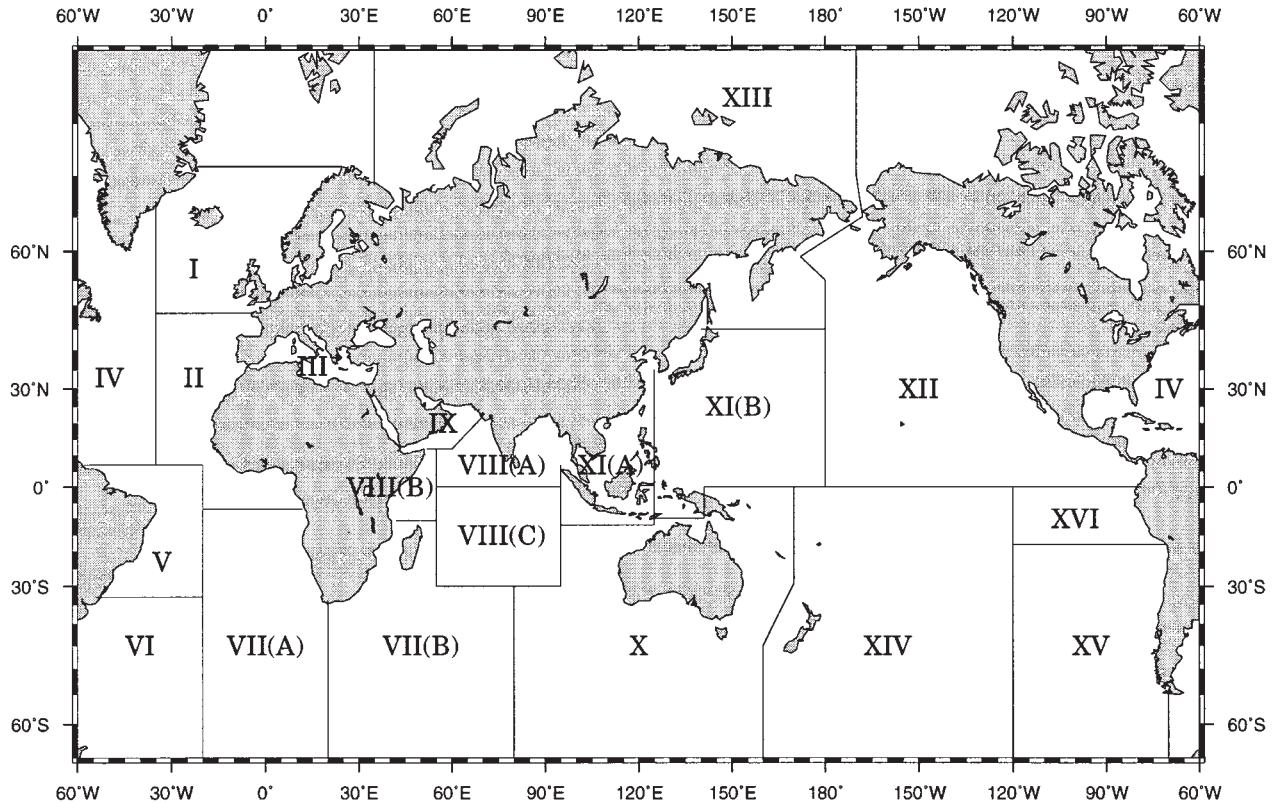 60°W 30°W 0° 30°E 60°E 90°E 120°E 150°E 180° 150°W 120°W 90°W 60°W
XIII
60°N 60°N
I
III
IV II XII IV
30°N 30°N
XI(B)
IX
VIII(A) XI(A)
0° VIII(B) 0°
XVI
VIII(C)
V
30°S 30°S
VI VII(A) VII(B) X XIV XV
60°S 60°S
60°W 30°W 0° 30°E 60°E 90°E 120°E 150°E 180° 150°W 120°W 90°W 60°W